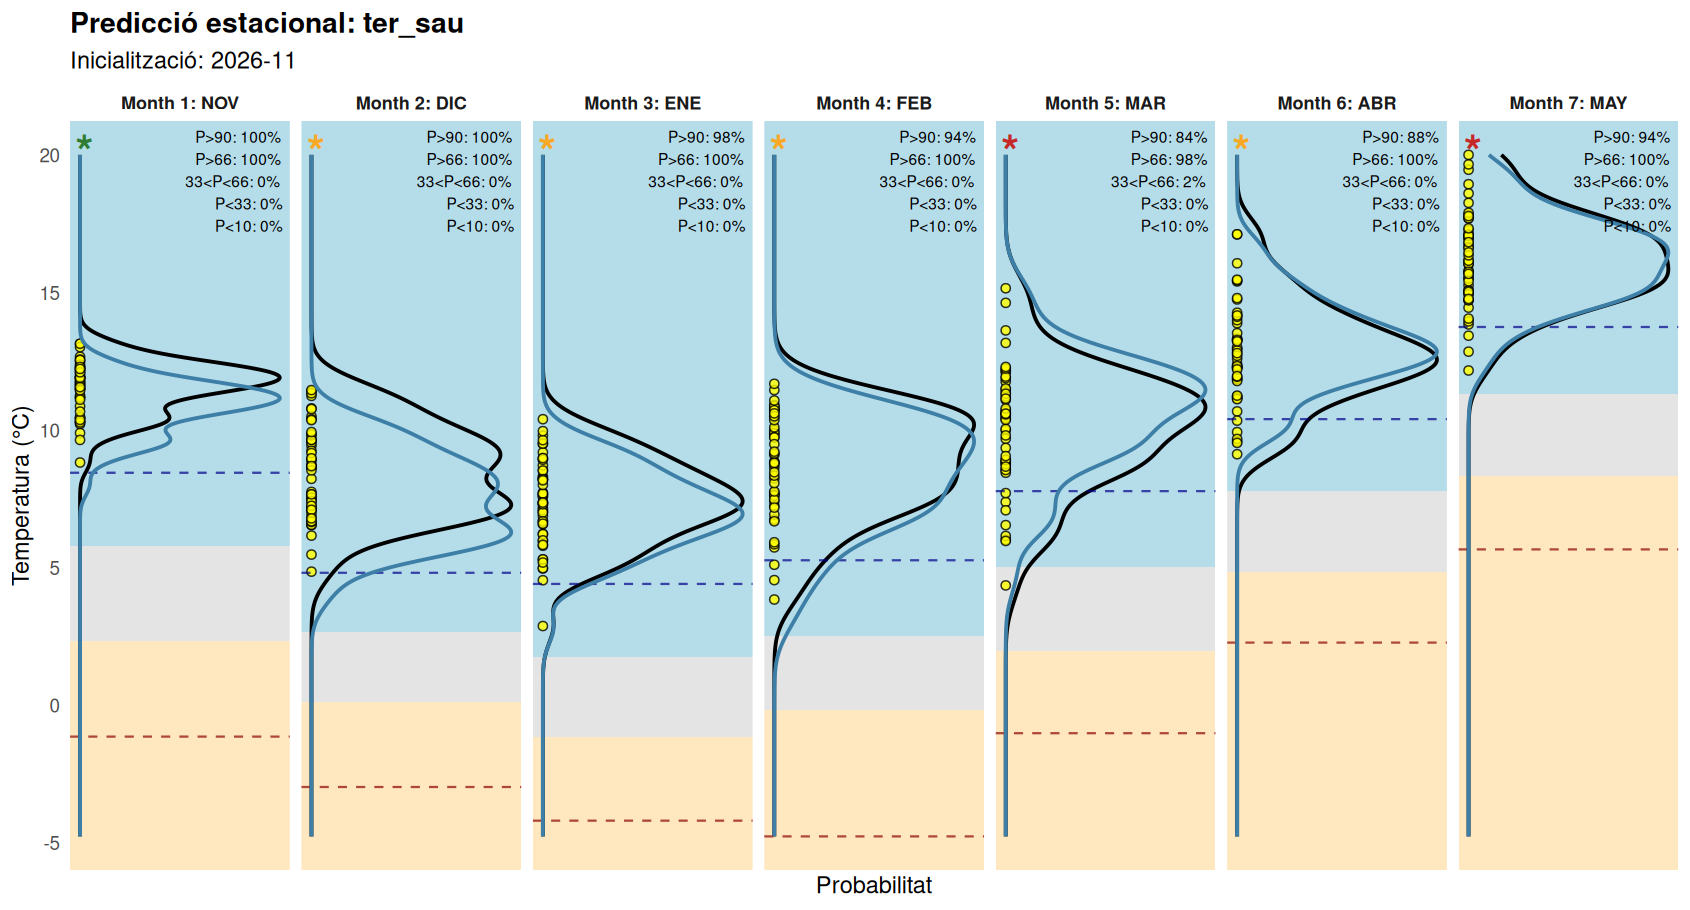 Predicció estacional: ter_sau
Inicialització: 2026-11
Month 1: NOV
Month 2: DIC
Month 3: ENE
Month 4: FEB
Month 5: MAR
Month 6: ABR
Month 7: MAY
*
P>90: 100%
P>66: 100%
33<P<66: 0%
P<33: 0%
P<10: 0%
*
P>90: 100%
P>66: 100%
33<P<66: 0%
P<33: 0%
P<10: 0%
*
P>90: 98%
P>66: 100%
33<P<66: 0%
P<33: 0%
P<10: 0%
*
P>90: 94%
P>66: 100%
33<P<66: 0%
P<33: 0%
P<10: 0%
*
P>90: 84%
P>66: 98%
33<P<66: 2%
P<33: 0%
P<10: 0%
*
P>90: 88%
P>66: 100%
33<P<66: 0%
P<33: 0%
P<10: 0%
*
P>90: 94%
P>66: 100%
33<P<66: 0%
P<33: 0%
P<10: 0%
20
15
10
5
0
-5
Temperatura (°C)
Probabilitat